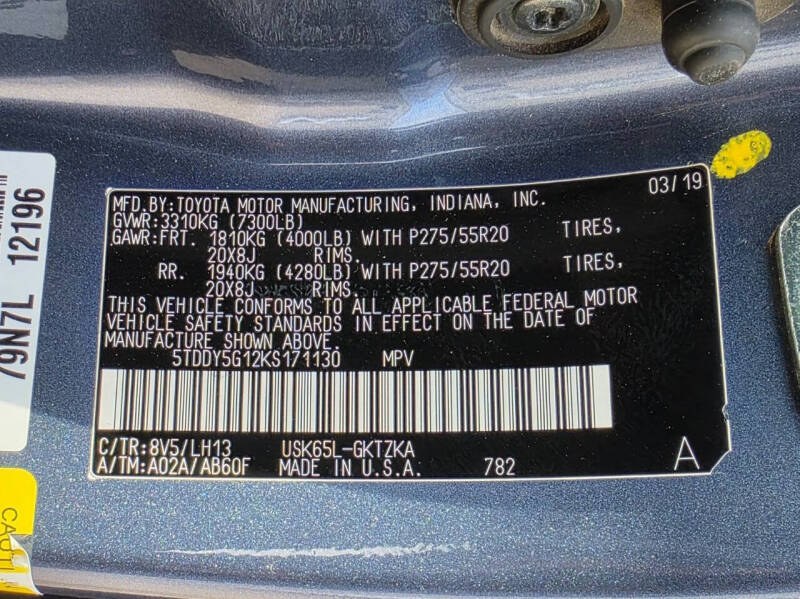 MFD. BY: TOYOTA MOTOR MANUFACTURING, INDIANA, INC. 03/19
GVWR: 3310KG (7300LB)
GAWR: FRT. 1810KG (4000LB) WITH P275/55R20 TIRES,
20X8J RIMS.
RR. 1940KG (4280LB) WITH P275/55R20 TIRES,
20X8J RIMS.
THIS VEHICLE CONFORMS TO ALL APPLICABLE FEDERAL MOTOR
VEHICLE SAFETY STANDARDS IN EFFECT ON THE DATE OF
MANUFACTURE SHOWN ABOVE.
5TDDY5G12KS171130 MPV
C/TR: 8V5/LH13 USK65L-GKTZKA
A/TM: A02A/AB60F MADE IN U.S.A. 782 A
79N7L 12196